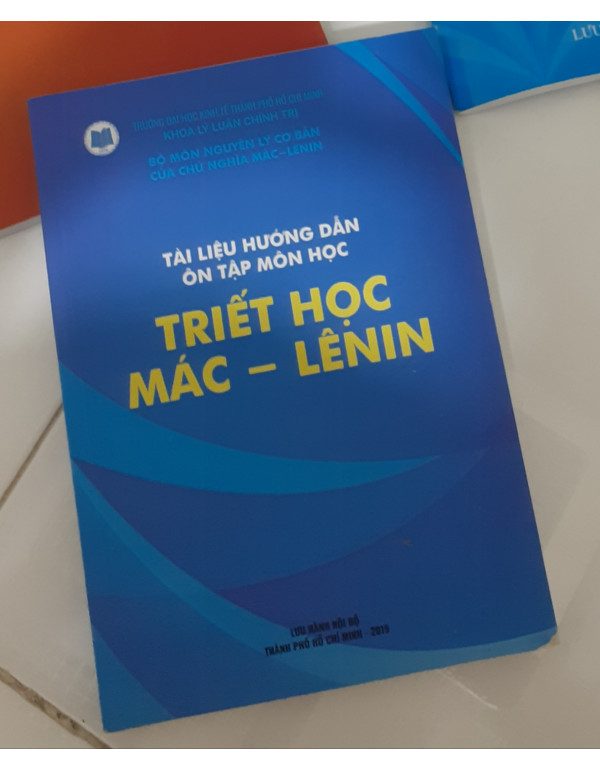 TRƯỜNG ĐẠI HỌC KINH TẾ THÀNH PHỐ HỒ CHÍ MINH
KHOA LÝ LUẬN CHÍNH TRỊ
BỘ MÔN NGUYÊN LÝ CƠ BẢN
CỦA CHỦ NGHĨA MÁC-LÊNIN
TÀI LIỆU HƯỚNG DẪN
ÔN TẬP MÔN HỌC
TRIẾT HỌC
MÁC - LÊNIN
LƯU HÀNH NỘI BỘ
THÀNH PHỐ HỒ CHÍ MINH - 2019
LƯU